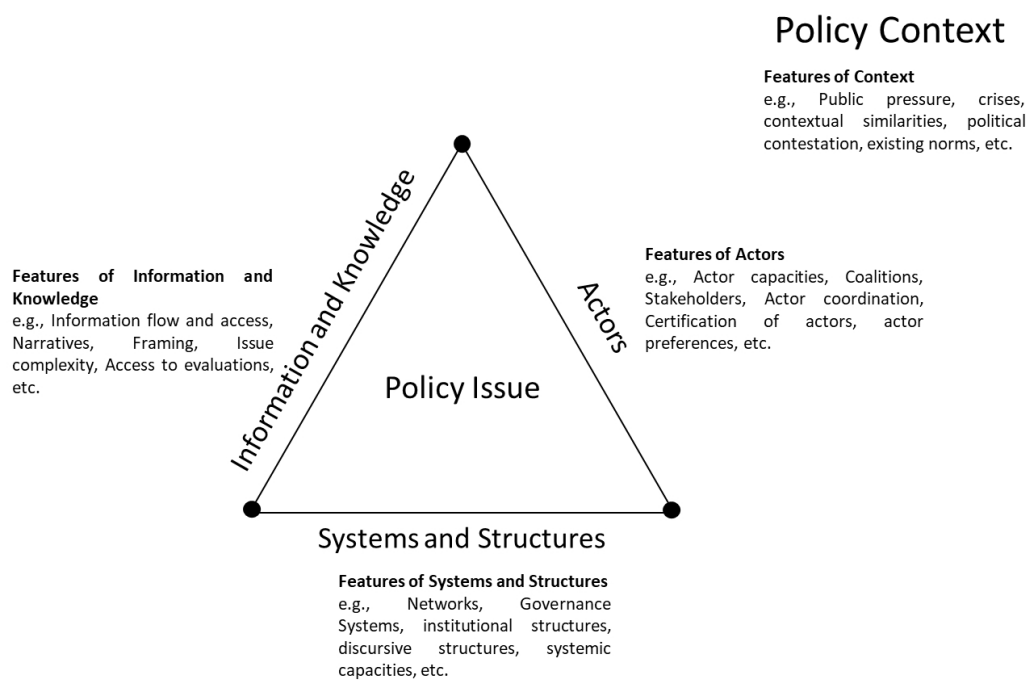 Policy Context
Features of Context
e.g., Public pressure, crises,
contextual similarities, political
contestation, existing norms, etc.
Information and Knowledge
Features of Information and
Knowledge
e.g., Information flow and access,
Narratives, Framing, Issue
complexity, Access to evaluations,
etc.
Actors
Features of Actors
e.g., Actor capacities, Coalitions,
Stakeholders, Actor coordination,
Certification of actors, actor
preferences, etc.
Policy Issue
Systems and Structures
Features of Systems and Structures
e.g., Networks, Governance
Systems, institutional structures,
discursive structures, systemic
capacities, etc.